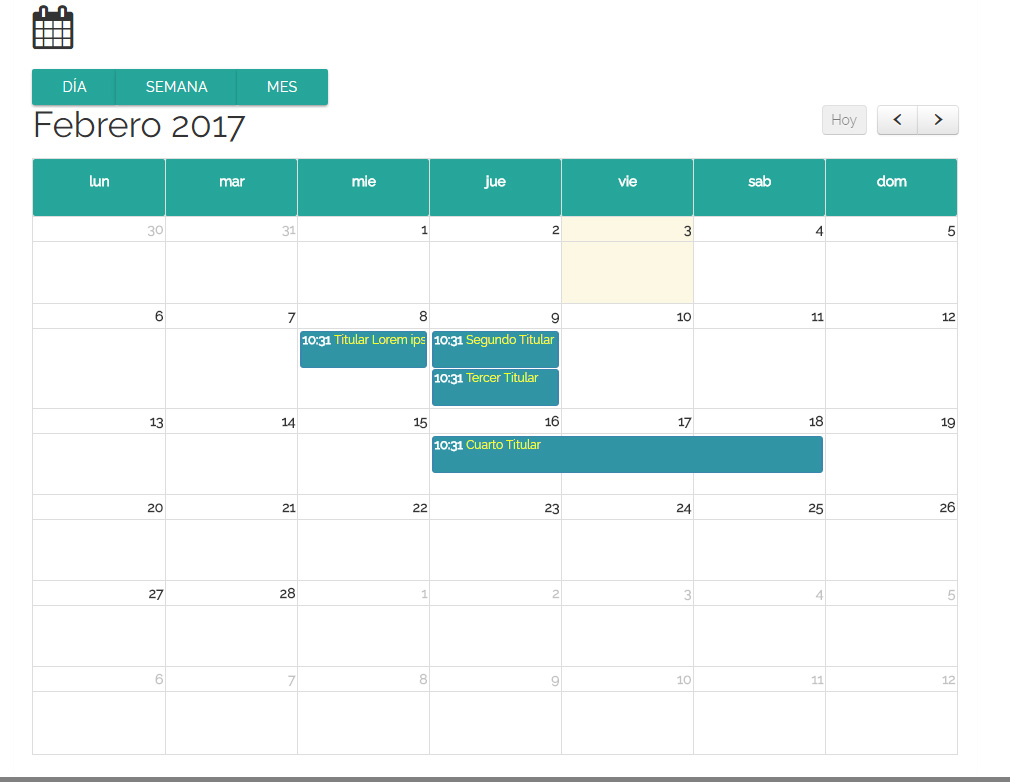 DÍA SEMANA MES
Febrero 2017
Hoy
lun mar mie jue vie sab dom
30 31 1 2 3 4 5
6 7 8 9 10 11 12
10:31 Titular Lorem ips 10:31 Segundo Titular
10:31 Tercer Titular
13 14 15 16 17 18 19
10:31 Cuarto Titular
20 21 22 23 24 25 26
27 28 1 2 3 4 5
6 7 8 9 10 11 12